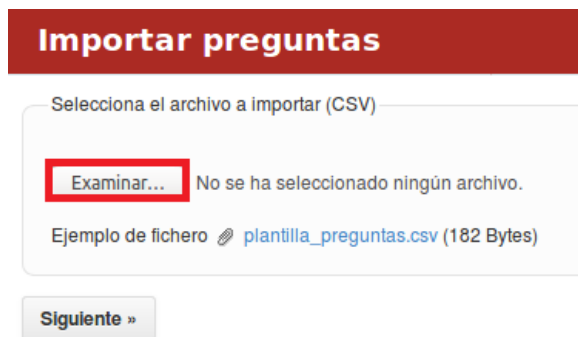 Importar preguntas
Selecciona el archivo a importar (CSV)
Examinar... No se ha seleccionado ningún archivo.
Ejemplo de fichero plantilla_preguntas.csv (182 Bytes)
Siguiente »